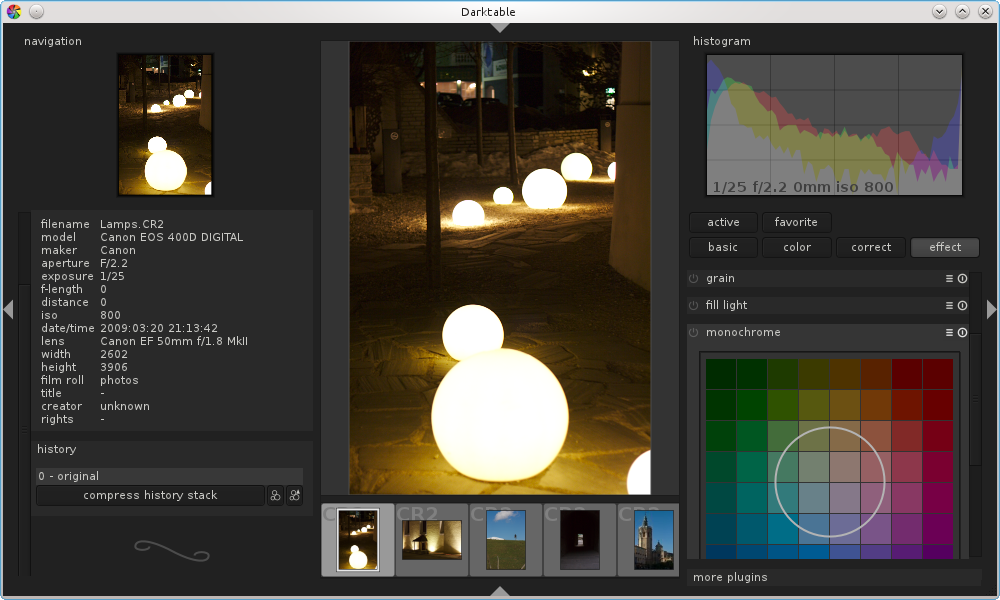 Darktable
navigation
filename Lamps.CR2
model Canon EOS 400D DIGITAL
maker Canon
aperture F/2.2
exposure 1/25
f-length 0
distance 0
iso 800
date/time 2009:03:20 21:13:42
lens Canon EF 50mm f/1.8 MkII
width 2602
height 3906
film roll photos
title -
creator unknown
rights -
history
0 - original
compress history stack
CR2
CR2
CR2
CR2
CR2
histogram
1/25 f/2.2 0mm iso 800
active favorite
basic color correct effect
grain
fill light
monochrome
more plugins